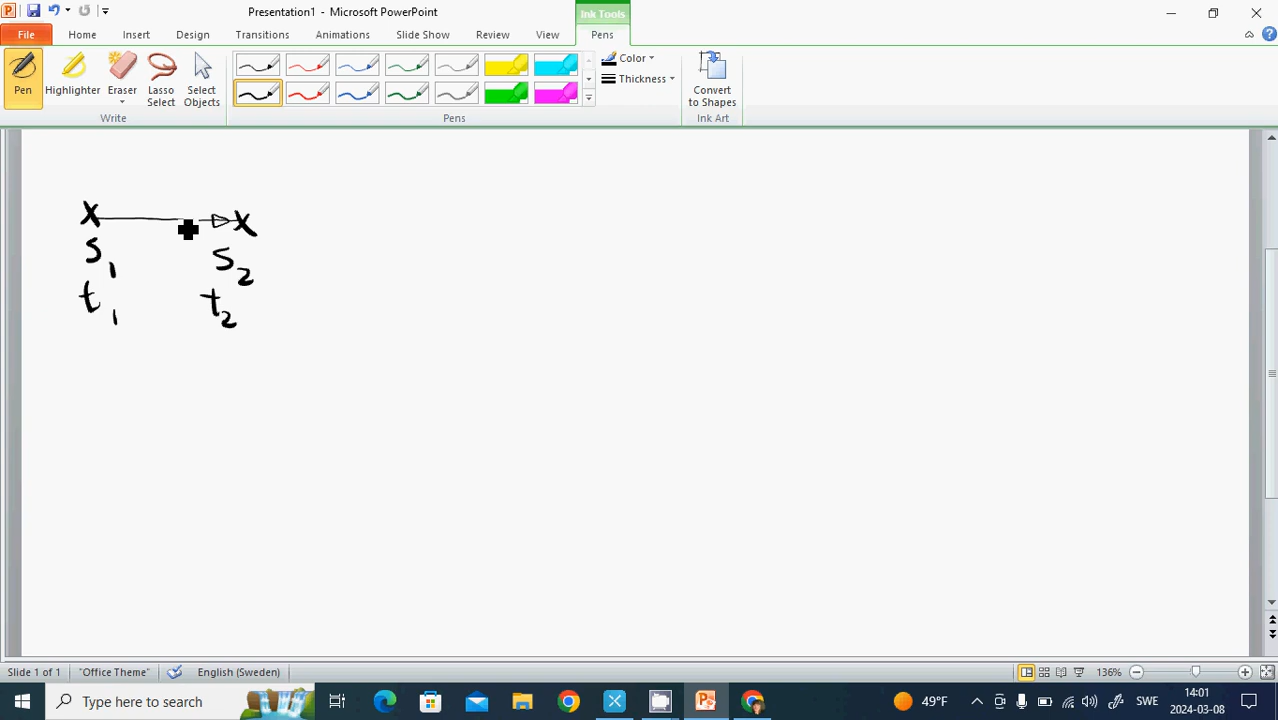 Presentation1 - Microsoft PowerPoint
Ink Tools
File Home Insert Design Transitions Animations Slide Show Review View Pens
Pen
Highlighter
Eraser
Lasso
Select
Select
Objects
Color
Thickness
Convert
to Shapes
Write
Pens
Ink Art
x x
s1 s2
t1 t2
Slide 1 of 1
"Office Theme"
English (Sweden)
136%
Type here to search
49°F
SWE
14:01
2024-03-08